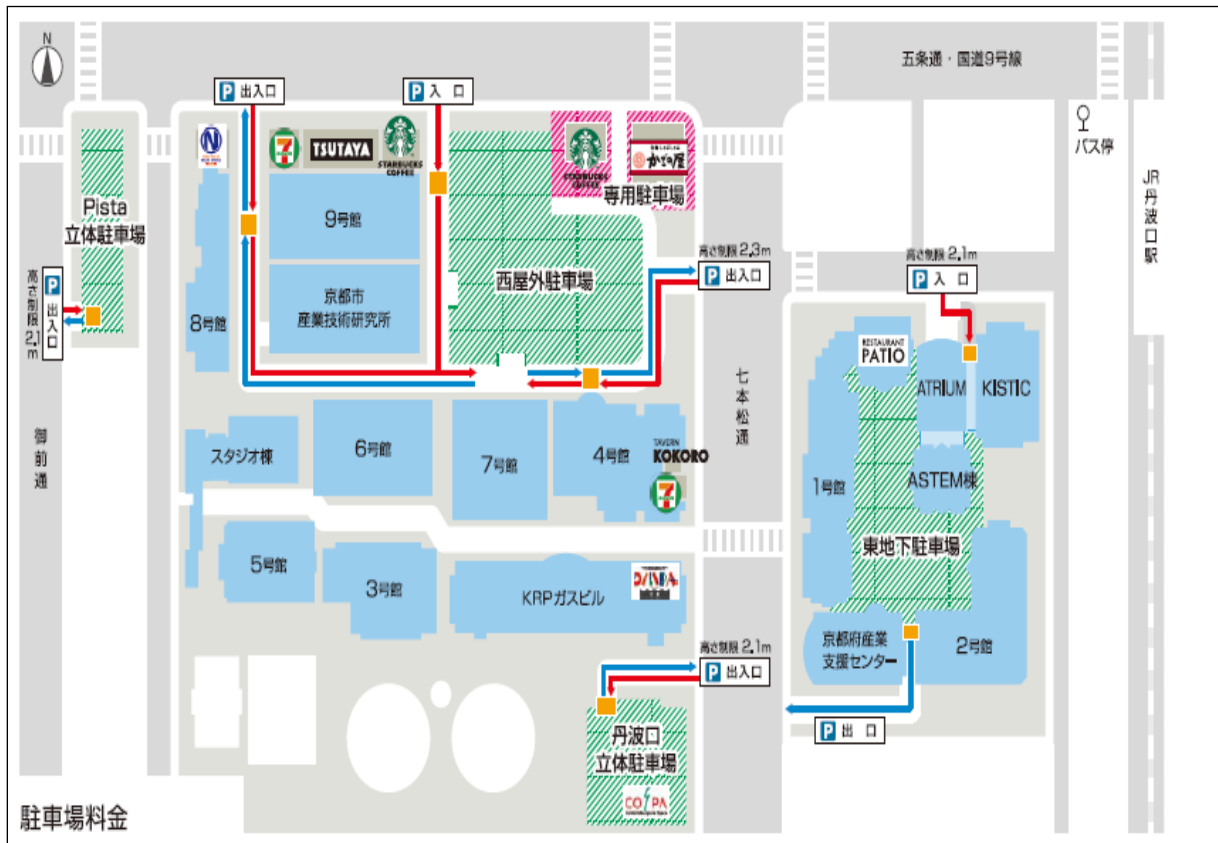 N
五条通・国道9号線
P 出入口
P 入 口
バス停
JR丹波口駅
N
TSUTAYA
STARBUCKS
COFFEE
STARBUCKS
COFFEE
かごの屋
専用駐車場
Pista
立体駐車場
高さ制限2.1m
P 出入口
9号館
8号館
京都市
産業技術研究所
西屋外駐車場
高さ制限 2.3m
P 出入口
高さ制限 2.1m
P 入 口
七本松通
御前通
RESTAURANT
PATIO
ATRIUM
KISTIC
ASTEM棟
1号館
東地下駐車場
京都府産業
支援センター
2号館
P 出 口
スタジオ棟
6号館
7号館
4号館
TAVERN
KOKORO
5号館
3号館
KRPガスビル
高さ制限 2.1m
P 出入口
丹波口
立体駐車場
駐車場料金